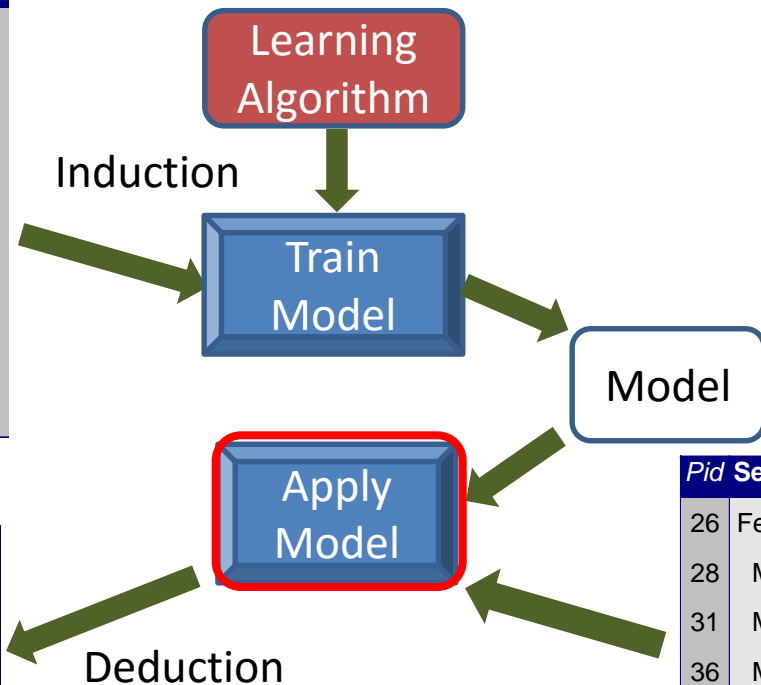 Learning
Algorithm
Induction
Train
Model
Model
Apply
Model
Pid
26
28
31
36
Deduction